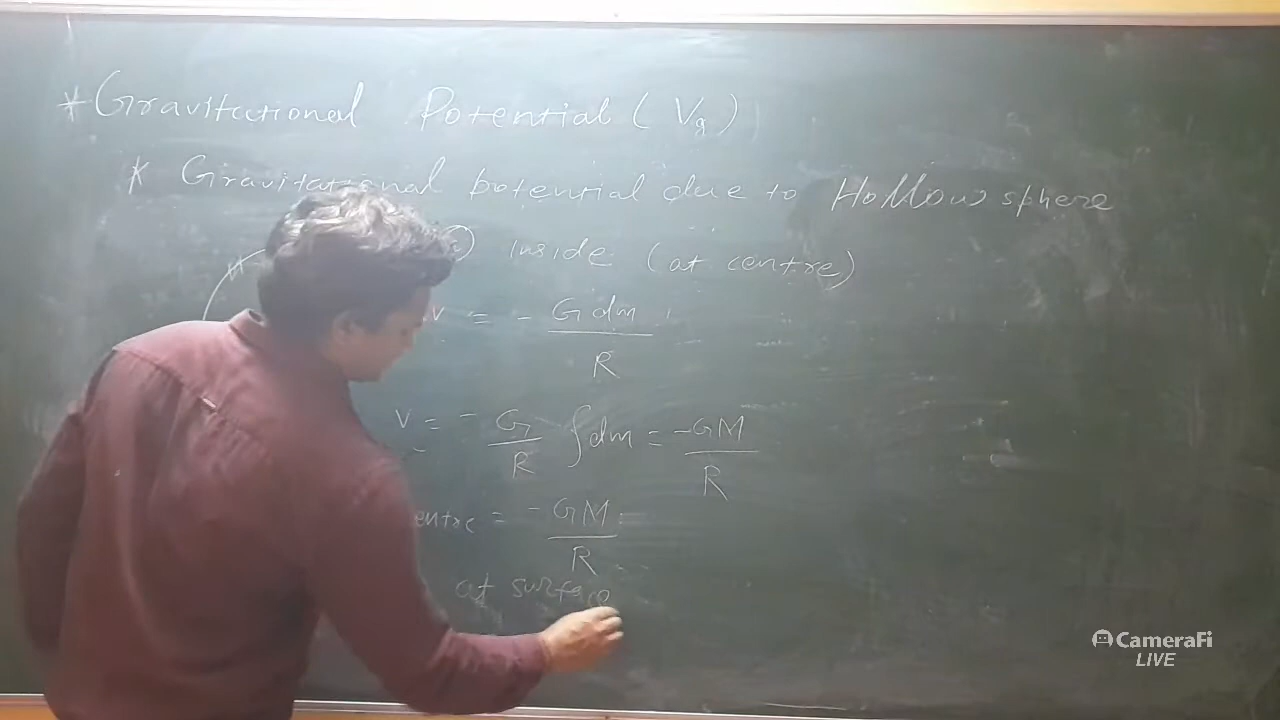 * Gravitational Potential (Vg)
* Gravitational potential due to Hollow sphere
inside (at centre)
v = - G dm / R
v = - G / R ∫dm = -GM / R
entre = - GM / R
at surface
CameraFi
LIVE